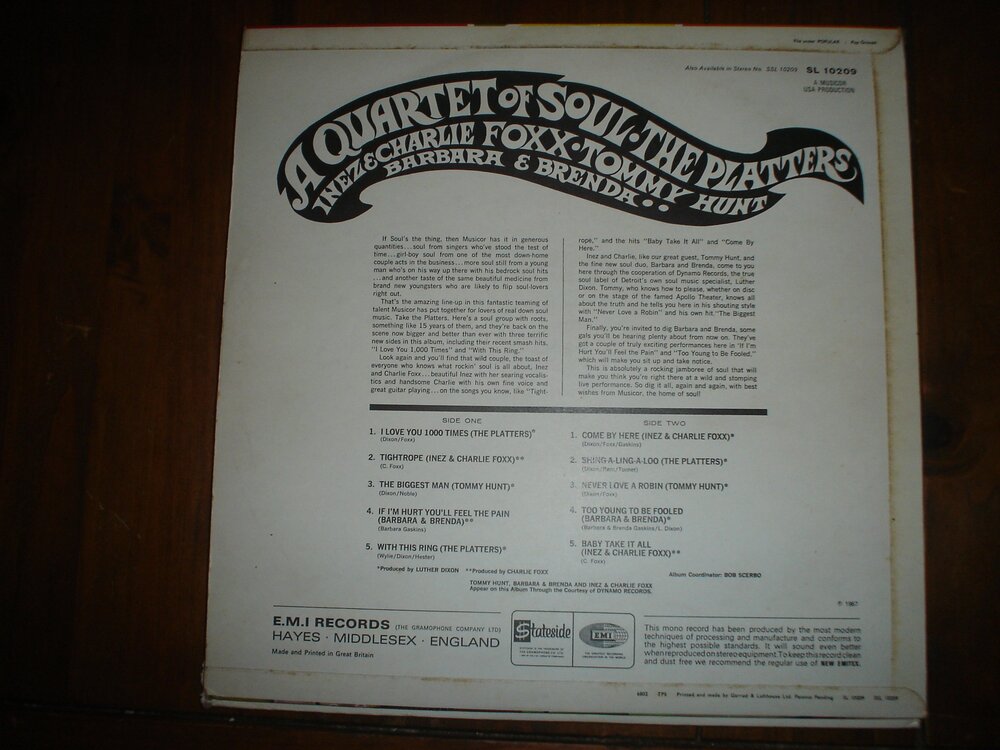 File under POPULAR - Pop Groups
Also Available in Stereo No. SSL 10209 SL 10209
A MUSICOR
USA PRODUCTION
A QUARTET OF SOUL · THE PLATTERS
INEZ & CHARLIE FOXX · TOMMY HUNT
BARBARA & BRENDA · ·
If Soul's the thing, then Musicor has it in generous
quantities...soul from singers who've stood the test of
time...girl-boy soul from one of the most down-home
couple acts in the business...more soul still from a young
man who's on his way up there with his bedrock soul hits
...and another taste of the same beautiful medicine from
brand new youngsters who are likely to flip soul-lovers
right out.
That's the amazing line-up in this fantastic teaming of
talent Musicor has put together for lovers of real down soul
music. Take the Platters. Here's a soul group with roots,
something like 15 years of them, and they're back on the
scene now bigger and better than ever with three terrific
new sides in this album, including their recent smash hits,
"I Love You 1,000 Times" and "With This Ring."
Look again and you'll find that wild couple, the toast of
everyone who knows what rockin' soul is all about, Inez
and Charlie Foxx...beautiful Inez with her searing vocalis-
tics and handsome Charlie with his own fine voice and
great guitar playing...on the songs you know, like "Tight-
rope," and the hits "Baby Take It All" and "Come By
Here."
Inez and Charlie, like our great guest, Tommy Hunt, and
the fine new soul duo, Barbara and Brenda, come to you
here through the cooperation of Dynamo Records, the true
soul label of Detroit's own soul music specialist, Luther
Dixon. Tommy, who knows how to please, whether on disc
or on the stage of the famed Apollo Theater, knows all
about the truth and he tells you here in his shouting style
with "Never Love a Robin" and his own hit "The Biggest
Man."
Finally, you're invited to dig Barbara and Brenda, some
gals you'll be hearing plenty about from now on. They've
got a couple of truly exciting performances here in "If I'm
Hurt You'll Feel the Pain" and "Too Young to Be Fooled,"
which will make you sit up and take notice.
This is absolutely a rocking jamboree of soul that will
make you think you're right there at a wild and stomping
live performance. So dig it all, again and again, with best
wishes from Musicor, the home of soul!
SIDE ONE
1. I LOVE YOU 1000 TIMES (THE PLATTERS)*
(Dixon/Foxx)
2. TIGHTROPE (INEZ & CHARLIE FOXX)**
(C. Foxx)
3. THE BIGGEST MAN (TOMMY HUNT)*
(Dixon/Noble)
4. IF I'M HURT YOU'LL FEEL THE PAIN
(BARBARA & BRENDA)**
(Barbara Gaskins)
5. WITH THIS RING (THE PLATTERS)*
(Wylie/Dixon/Hester)
SIDE TWO
1. COME BY HERE (INEZ & CHARLIE FOXX)*
(Dixon/Foxx/Gaskins)
2. SHING-A-LING-A-LOO (THE PLATTERS)*
3. NEVER LOVE A ROBIN (TOMMY HUNT)*
(Dixon/Foxx)
4. TOO YOUNG TO BE FOOLED
(BARBARA & BRENDA)*
(Barbara & Brenda Gaskins/L. Dixon)
5. BABY TAKE IT ALL
(INEZ & CHARLIE FOXX)**
(C. Foxx)
*Produced by LUTHER DIXON **Produced by CHARLIE FOXX
Album Coordinator: BOB SCERBO
TOMMY HUNT, BARBARA & BRENDA AND INEZ & CHARLIE FOXX
Appear on this Album Through the Courtesy of DYNAMO RECORDS.
℗ 1967
E.M.I RECORDS (THE GRAMOPHONE COMPANY LTD)
HAYES · MIDDLESEX · ENGLAND
Made and Printed in Great Britain
Stateside
EMI
This mono record has been produced by the most modern
techniques of processing and manufacture and conforms to
the highest possible standards. It will sound even better
when reproduced on stereo equipment. To keep this record clean
and dust free we recommend the regular use of NEW EMITEX.
Printed and made by Garrod & Lofthouse Ltd. Patents Pending